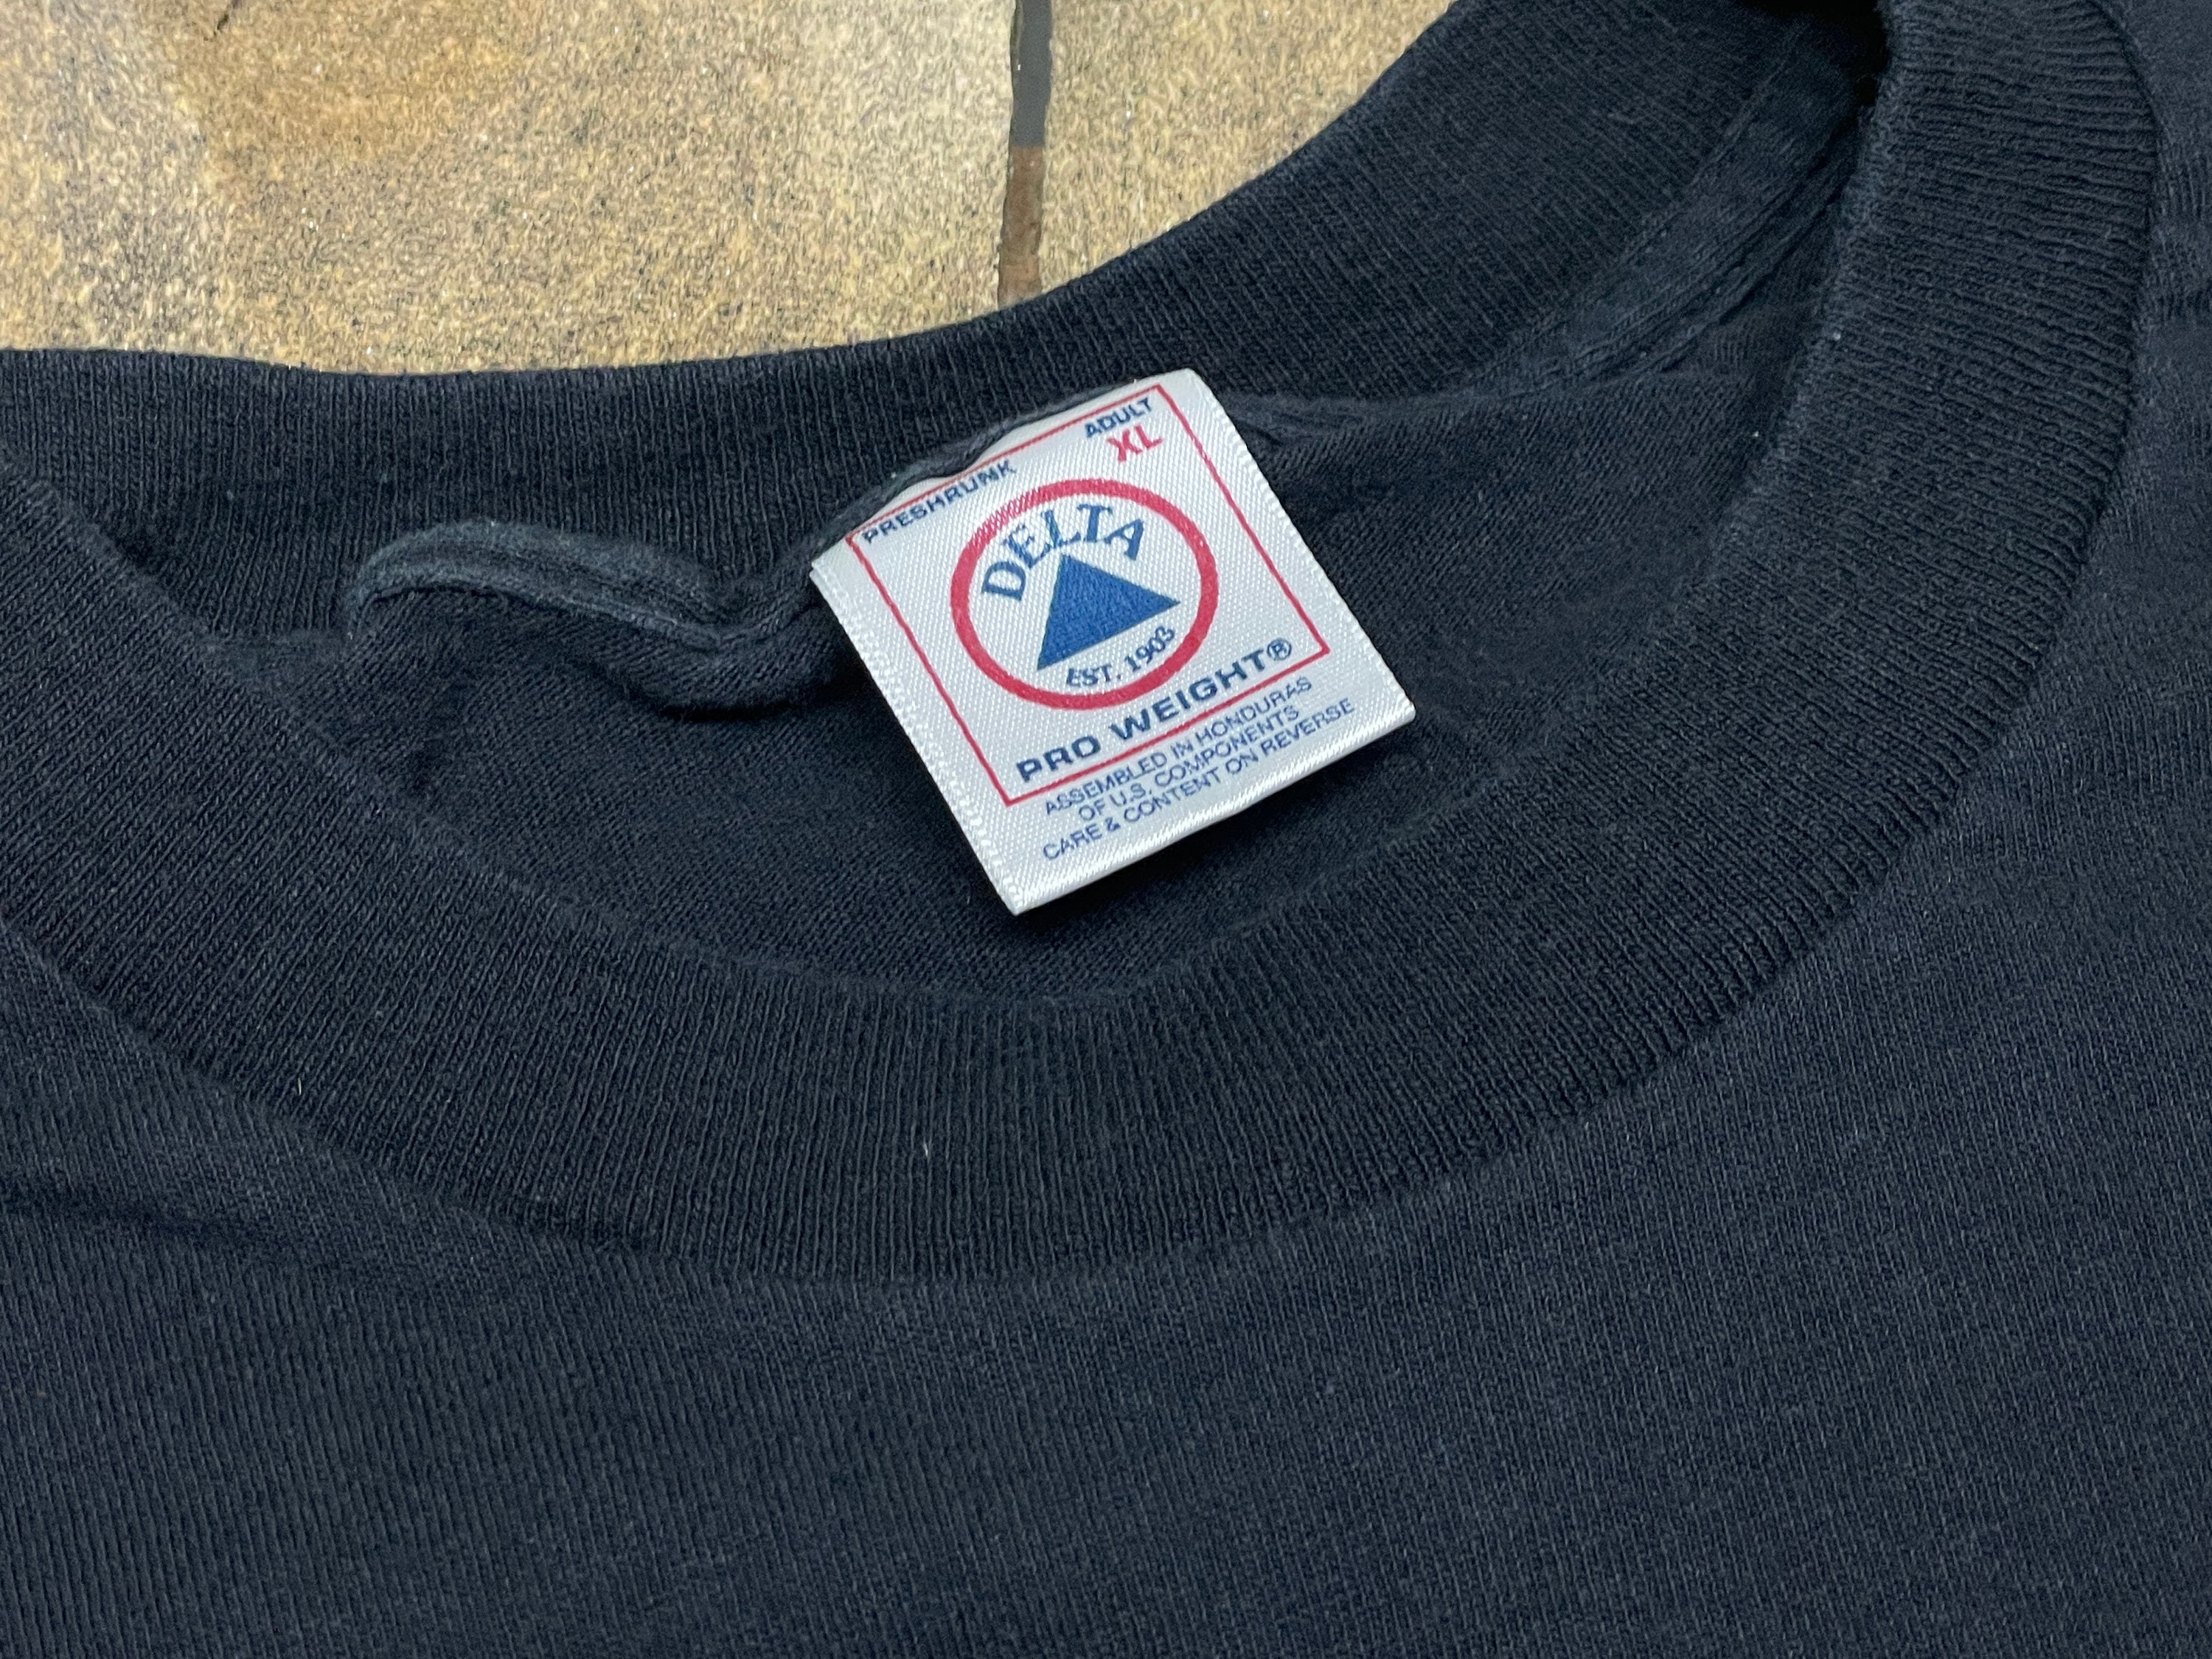 ADULT
PRESHRUNK XL
DELTA
EST. 1903
PRO WEIGHT®
ASSEMBLED IN HONDURAS
OF U.S. COMPONENTS
CARE & CONTENT ON REVERSE